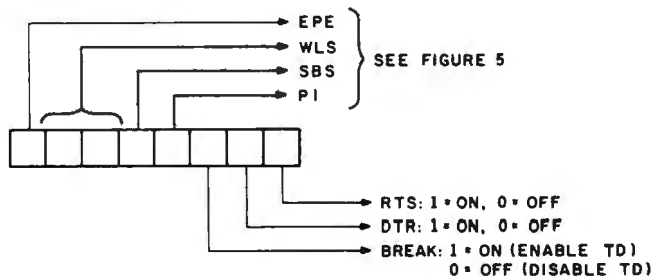 EPE
WLS
SBS
PI
SEE FIGURE 5
RTS: 1 = ON, 0 = OFF
DTR: 1 = ON, 0 = OFF
BREAK: 1 = ON (ENABLE TD)
0 = OFF (DISABLE TD)